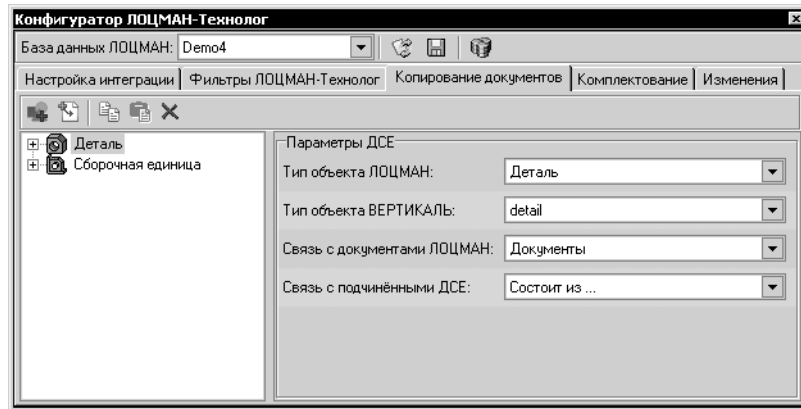 Конфигуратор ЛОЦМАН-Технолог
База данных ЛОЦМАН: Demo4
Настройка интеграции Фильтры ЛОЦМАН-Технолог Копирование документов Комплектование Изменения
Деталь
Сборочная единица
Параметры ДСЕ
Тип объекта ЛОЦМАН: Деталь
Тип объекта ВЕРТИКАЛЬ: detail
Связь с документами ЛОЦМАН: Документы
Связь с подчинёнными ДСЕ: Состоит из ...